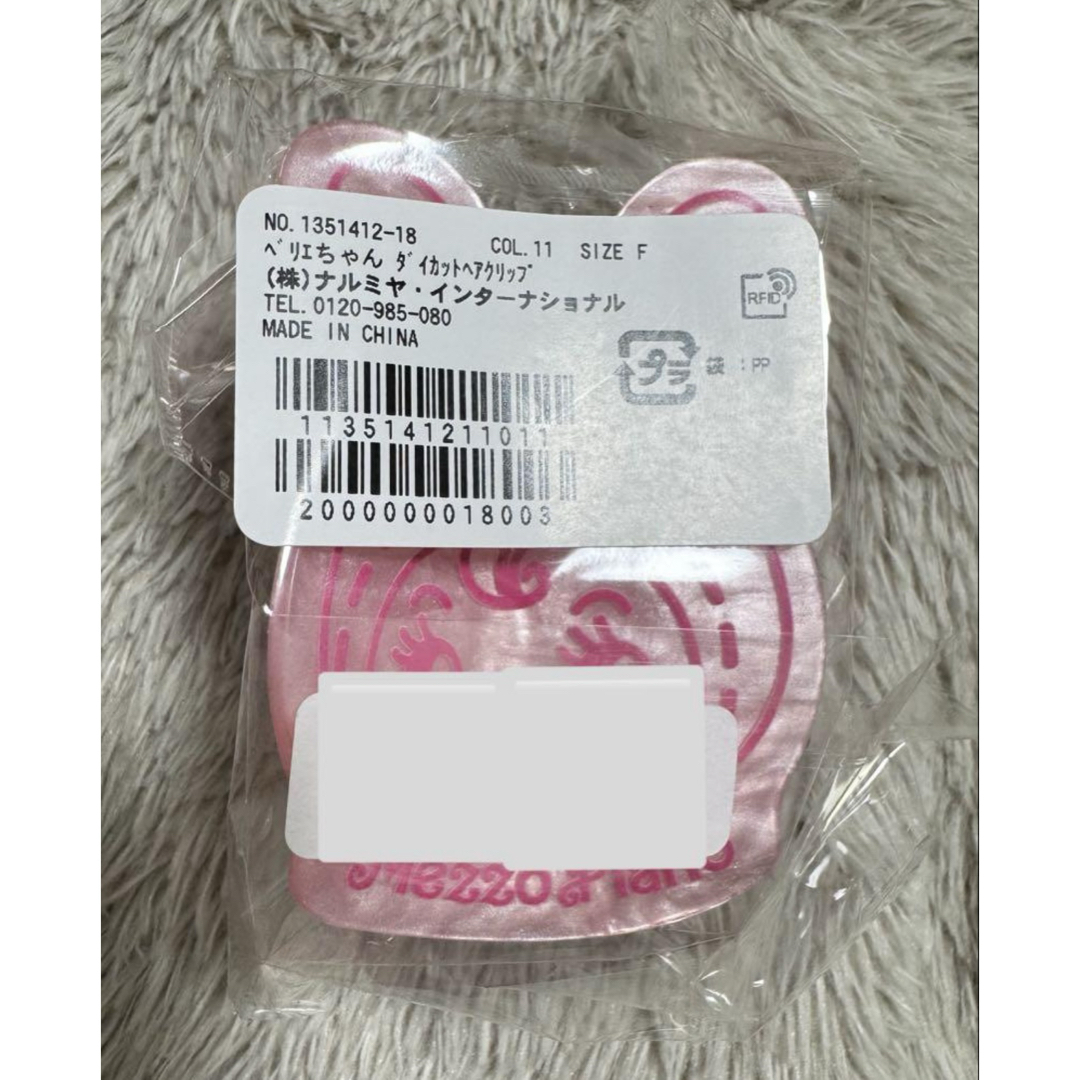 NO.1351412-18 COL.11 SIZE F
ﾍﾞﾘｴちゃん ﾀﾞｲｶｯﾄﾍｱｸﾘｯﾌﾟ
(株)ナルミヤ・インターナショナル
TEL.0120-985-080
MADE IN CHINA
RFID
プラ 袋 :PP
1135141211011
2000000018003
Mezzo Piano